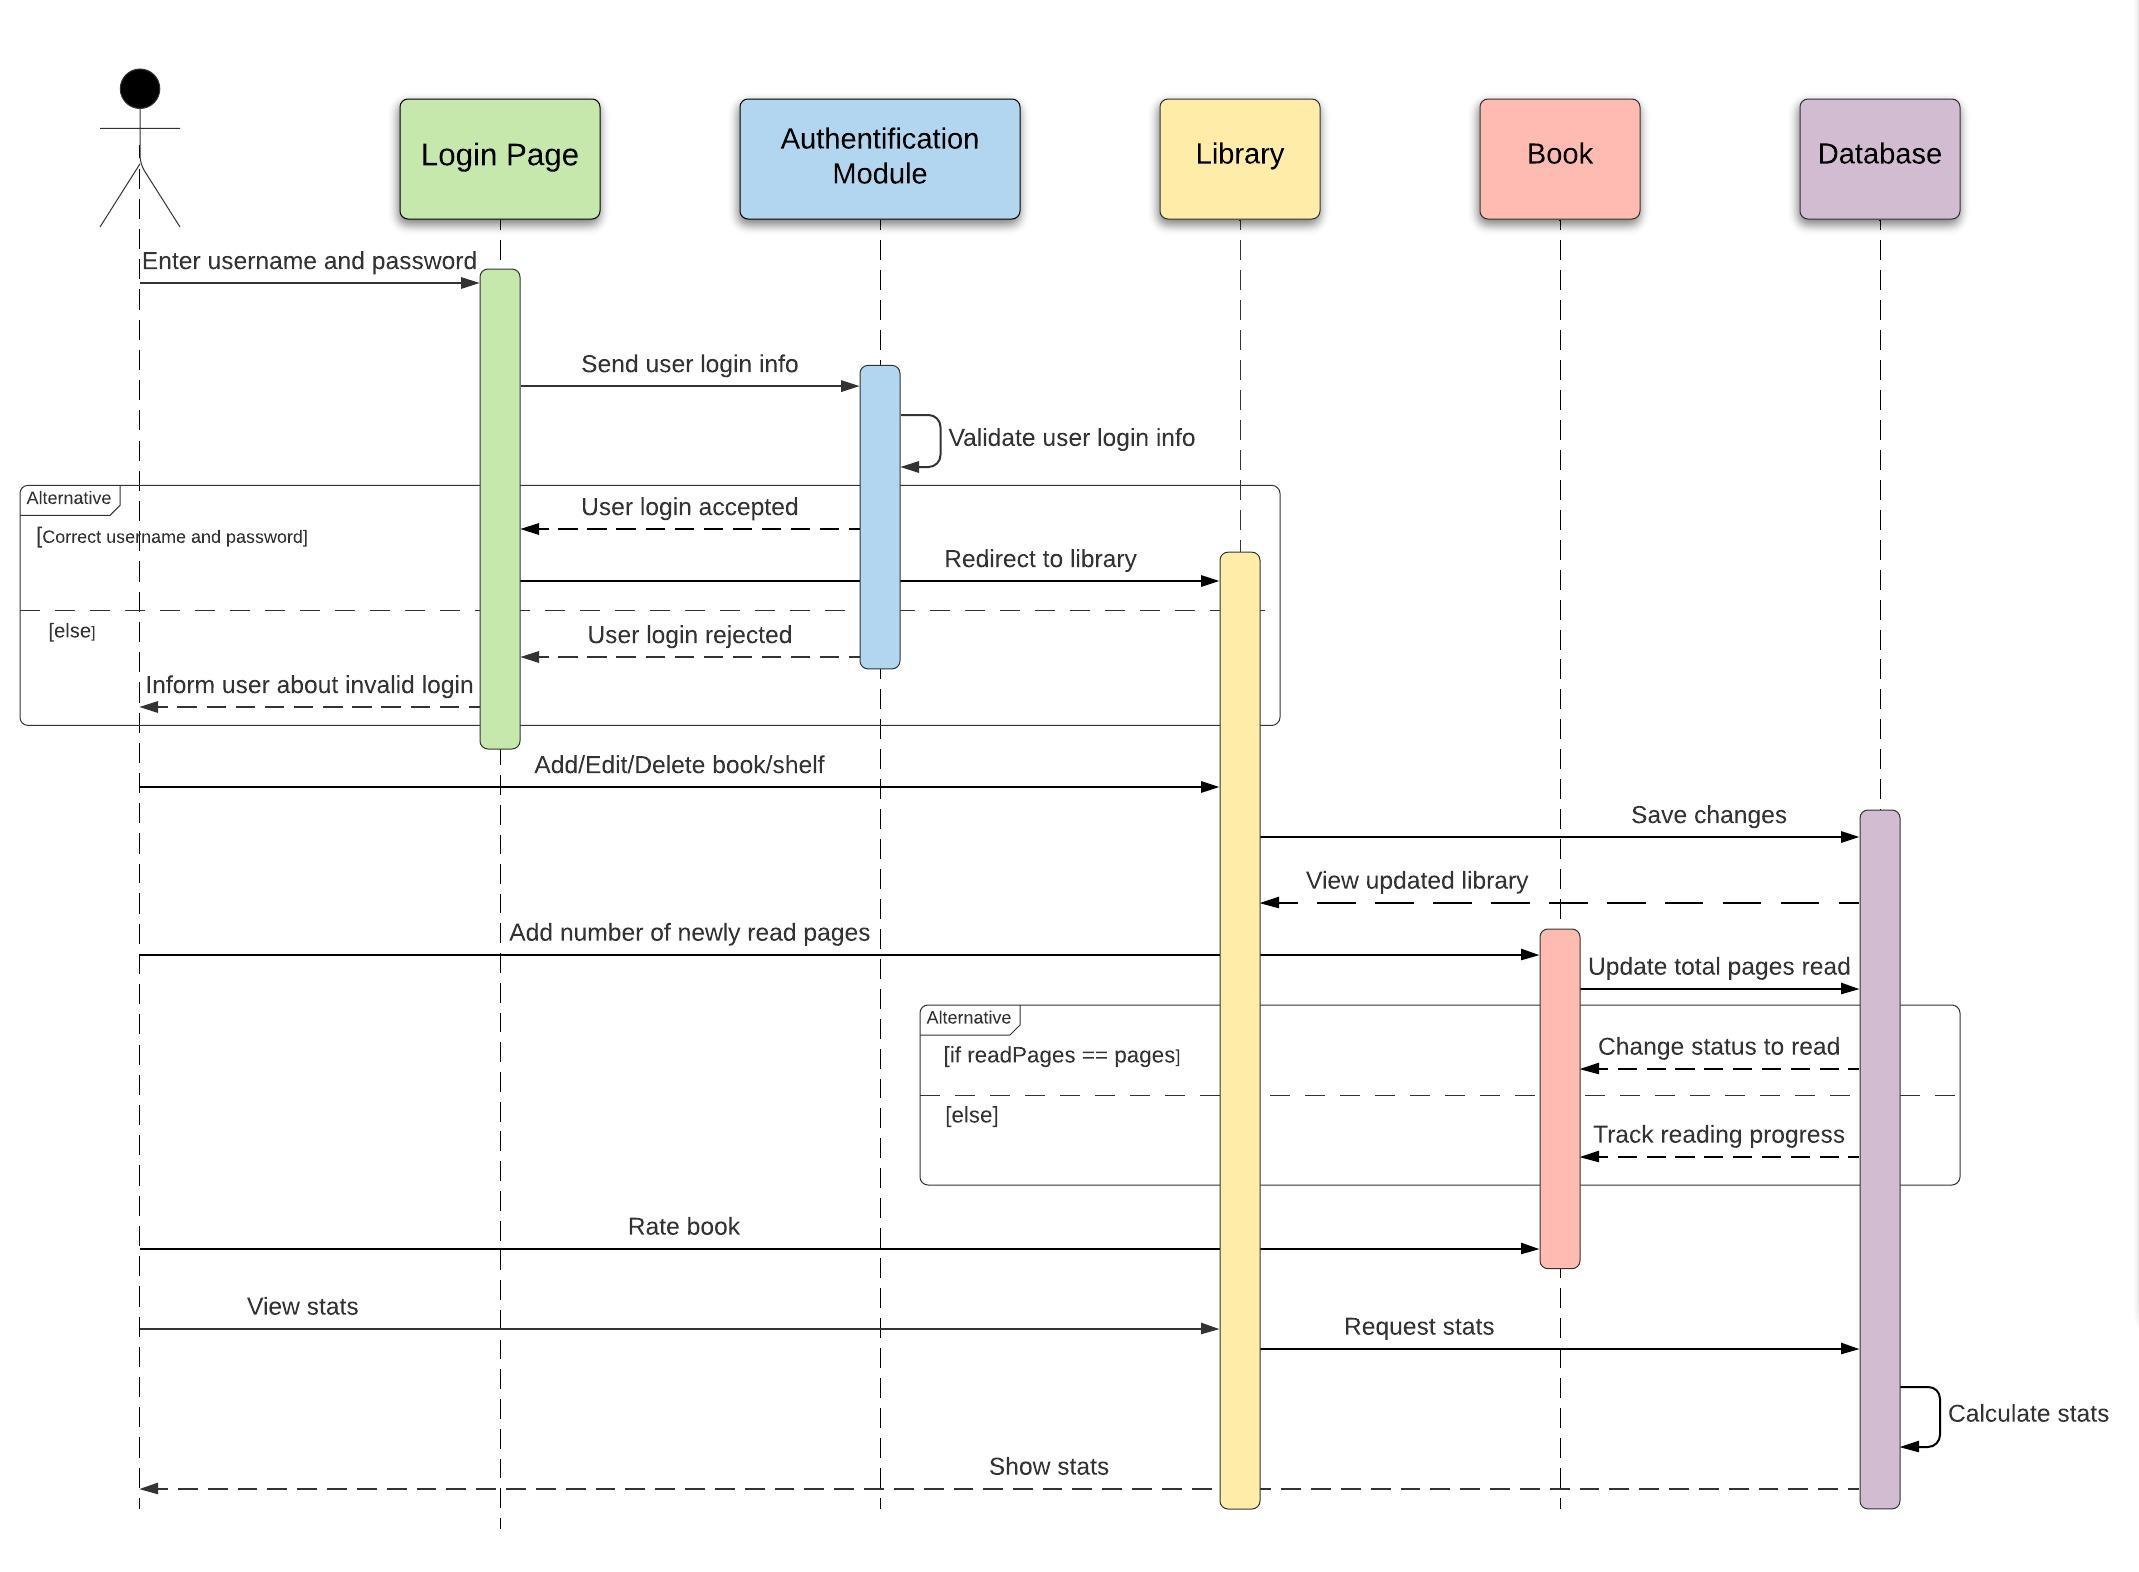 Login Page
Authentification
Module
Library
Book
Database
Enter username and password
Send user login info
Validate user login info
Alternative
User login accepted
[Correct username and password]
Redirect to library
[else]
User login rejected
Inform user about invalid login
Add/Edit/Delete book/shelf
Save changes
View updated library
Add number of newly read pages
Update total pages read
Alternative
[if readPages == pages]
Change status to read
[else]
Track reading progress
Rate book
View stats
Request stats
Calculate stats
Show stats